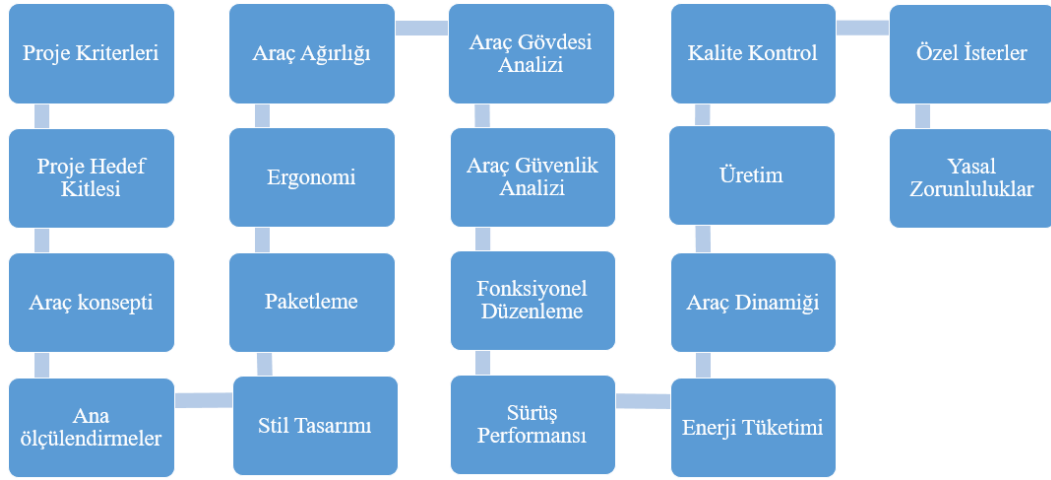 Proje Kriterleri
Proje Hedef
Kitlesi
Araç konsepti
Ana
ölçülendirmeler
Stil Tasarımı
Paketleme
Ergonomi
Araç Ağırlığı
Araç Gövdesi
Analizi
Araç Güvenlik
Analizi
Fonksiyonel
Düzenleme
Sürüş
Performansı
Enerji Tüketimi
Araç Dinamiği
Üretim
Kalite Kontrol
Özel İsterler
Yasal
Zorunluluklar